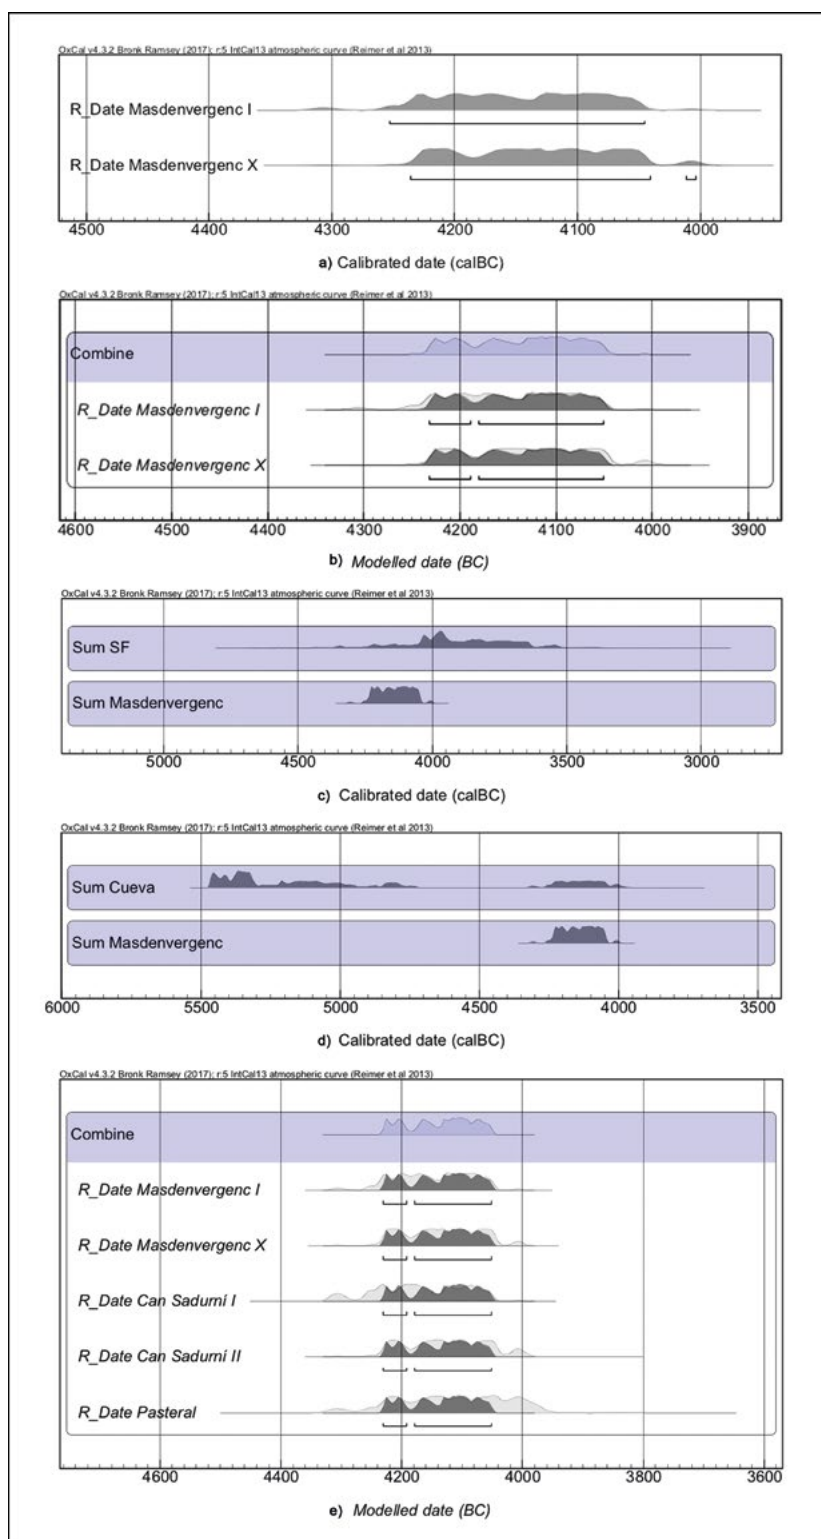 OxCal v4.3.2 Bronk Ramsey (2017); r:5 IntCal13 atmospheric curve (Reimer et al 2013)
R_Date Masdenvergenc I
R_Date Masdenvergenc X
4500 4400 4300 4200 4100 4000
a) Calibrated date (calBC)
OxCal v4.3.2 Bronk Ramsey (2017); r:5 IntCal13 atmospheric curve (Reimer et al 2013)
Combine
R_Date Masdenvergenc I
R_Date Masdenvergenc X
4600 4500 4400 4300 4200 4100 4000 3900
b) Modelled date (BC)
OxCal v4.3.2 Bronk Ramsey (2017); r:5 IntCal13 atmospheric curve (Reimer et al 2013)
Sum SF
Sum Masdenvergenc
5000 4500 4000 3500 3000
c) Calibrated date (calBC)
OxCal v4.3.2 Bronk Ramsey (2017); r:5 IntCal13 atmospheric curve (Reimer et al 2013)
Sum Cueva
Sum Masdenvergenc
6000 5500 5000 4500 4000 3500
d) Calibrated date (calBC)
OxCal v4.3.2 Bronk Ramsey (2017); r:5 IntCal13 atmospheric curve (Reimer et al 2013)
Combine
R_Date Masdenvergenc I
R_Date Masdenvergenc X
R_Date Can Sadurní I
R_Date Can Sadurní II
R_Date Pasteral
4600 4400 4200 4000 3800 3600
e) Modelled date (BC)